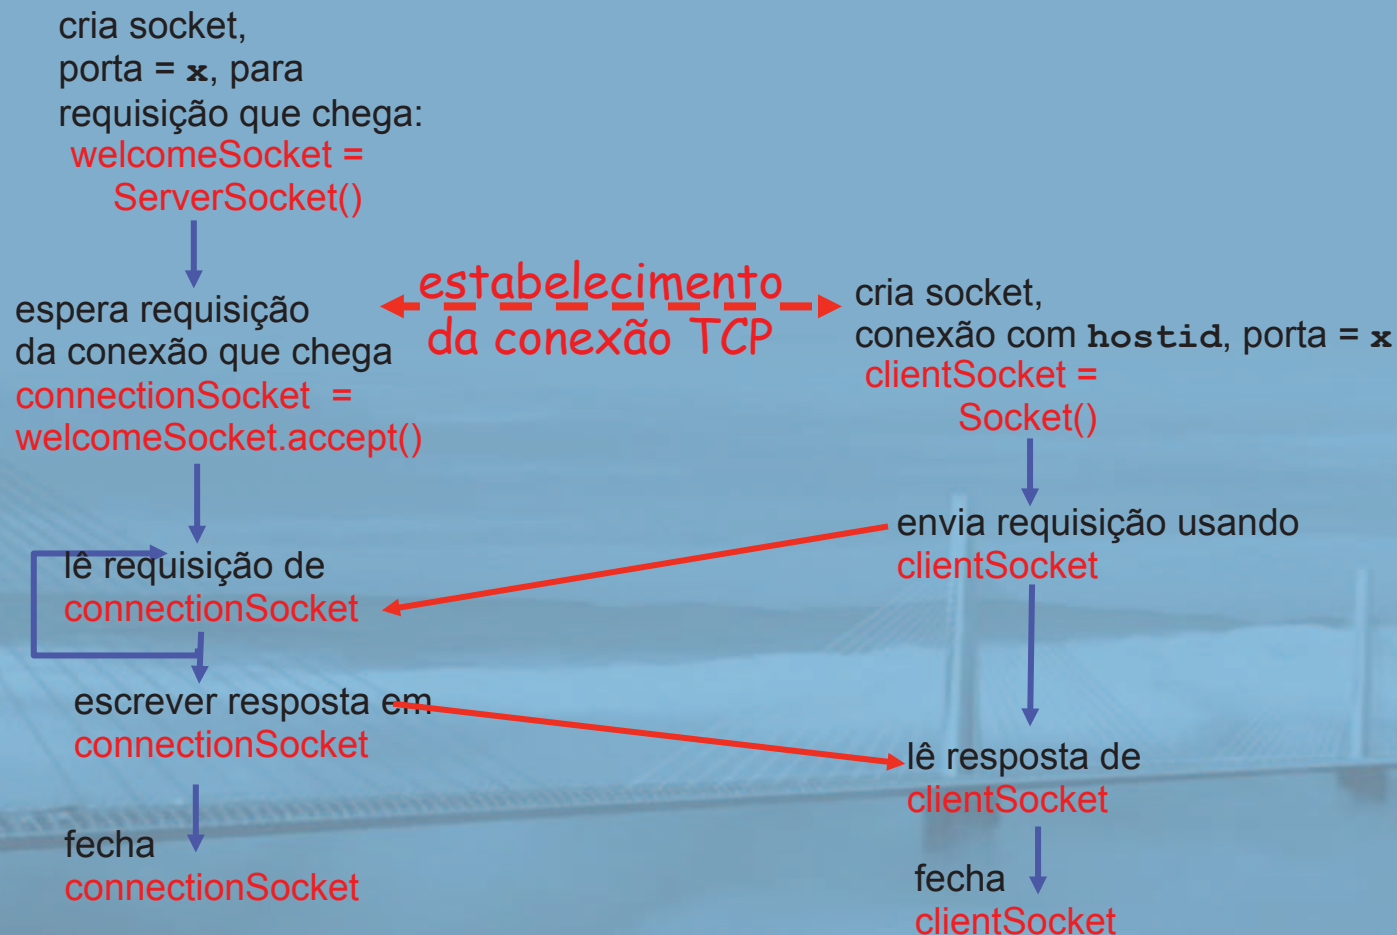 cria socket,
porta = x, para
requisição que chega:
welcomeSocket =
ServerSocket()
espera requisição
da conexão que chega
connectionSocket =
welcomeSocket.accept()
estabelecimento
da conexão TCP
cria socket,
conexão com hostid, porta = x
clientSocket =
Socket()
envia requisição usando
clientSocket
lê requisição de
connectionSocket
escrever resposta em
connectionSocket
lê resposta de
clientSocket
fecha
connectionSocket
fecha
clientSocket